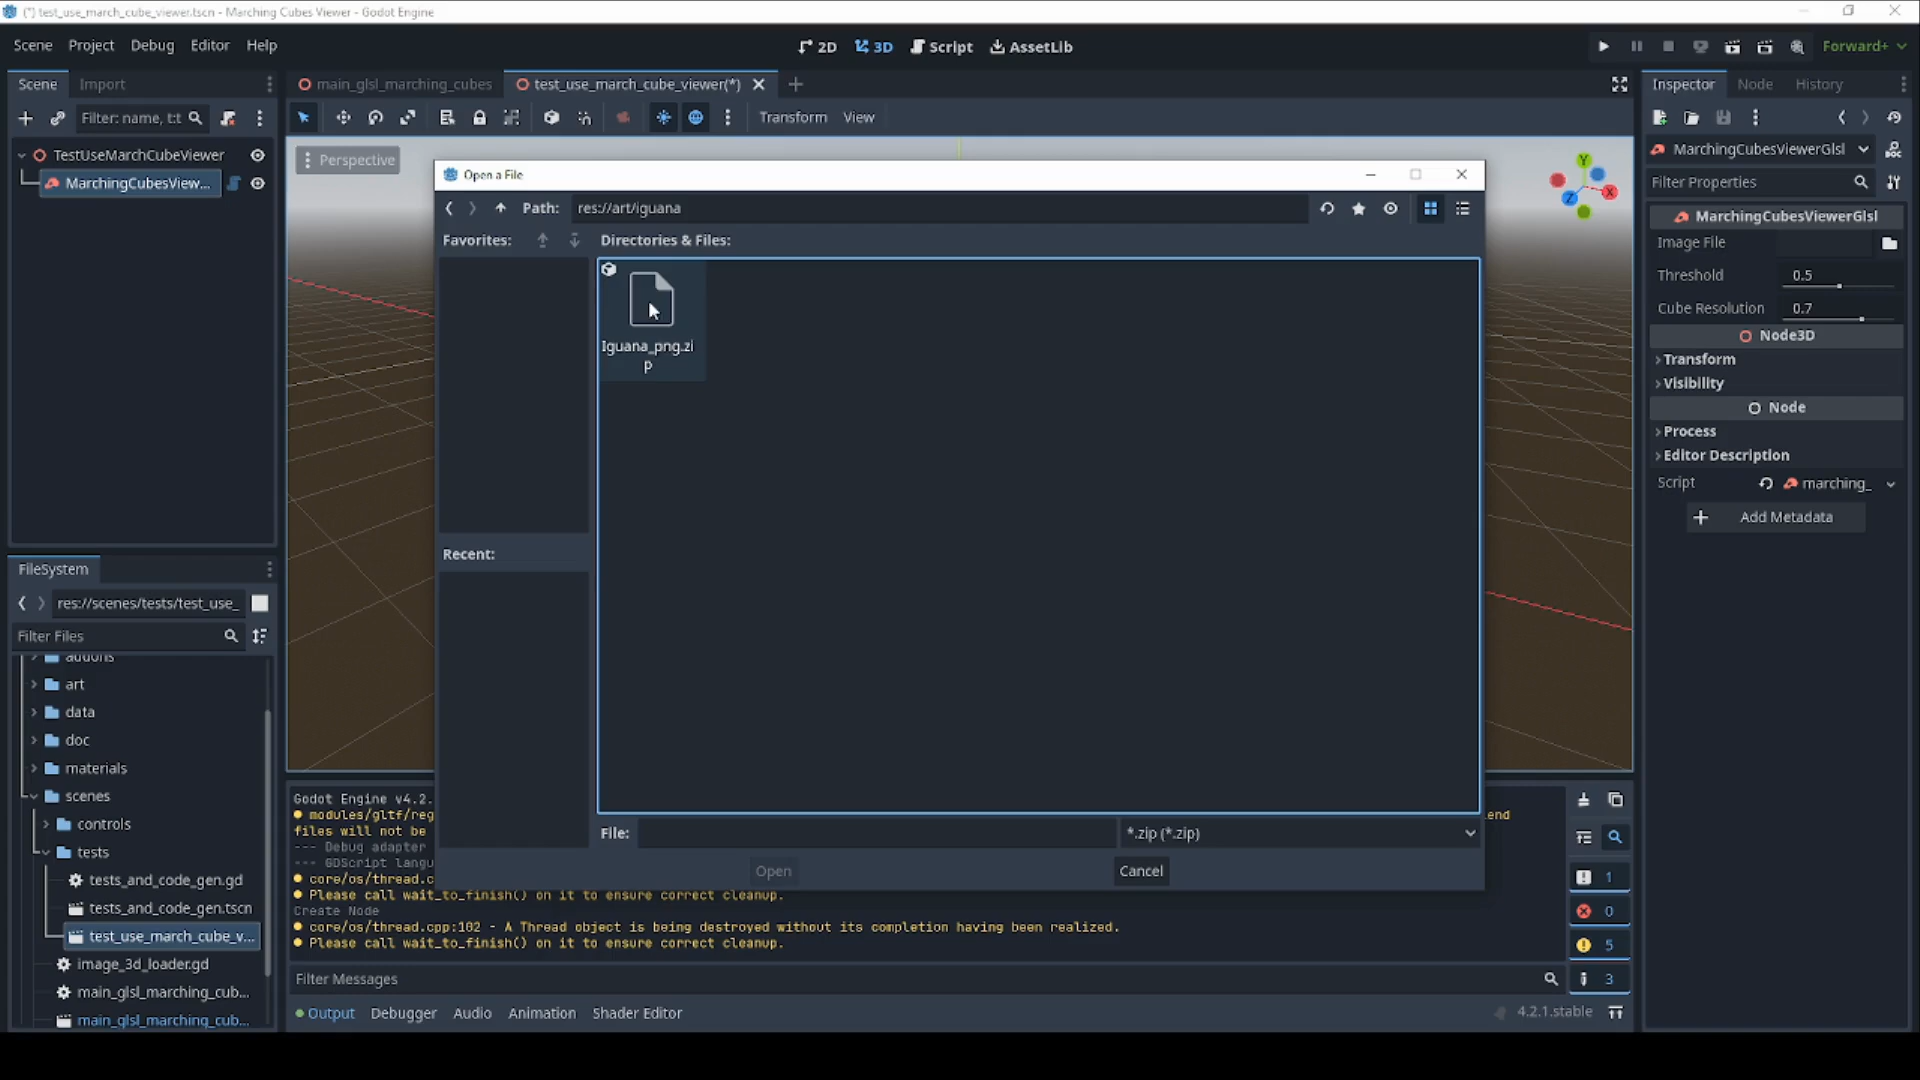 (*) test_use_march_cube_viewer.tscn - Marching Cubes Viewer - Godot Engine
Scene Project Debug Editor Help
2D 3D Script AssetLib
Forward+
Scene Import
main_glsl_marching_cubes test_use_march_cube_viewer(*)
Inspector Node History
Filter: name, t:t
Transform View
TestUseMarchCubeViewer
MarchingCubesView...
Perspective
Open a File
Path: res://art/iguana
Favorites:
Directories & Files:
Iguana_png.zi
p
Recent:
File: *.zip (*.zip)
Open Cancel
MarchingCubesViewerGlsl
Filter Properties
MarchingCubesViewerGlsl
Image File
Threshold 0.5
Cube Resolution 0.7
Node3D
Transform
Visibility
Node
Process
Editor Description
Script marching_
Add Metadata
Y
X
Z
FileSystem
res://scenes/tests/test_use_
Filter Files
addons
art
data
doc
materials
scenes
controls
tests
tests_and_code_gen.gd
tests_and_code_gen.tscn
test_use_march_cube_v...
image_3d_loader.gd
main_glsl_marching_cub...
main_glsl_marching_cub...
Godot Engine v4.2.
modules/gltf/reg end
files will not be
--- Debug adapter
--- GDScript langu
core/os/thread.c
Please call wait_to_finish() on it to ensure correct cleanup.
Create Node
core/os/thread.cpp:102 - A Thread object is being destroyed without its completion having been realized.
Please call wait_to_finish() on it to ensure correct cleanup.
1
0
5
3
Filter Messages
Output Debugger Audio Animation Shader Editor
4.2.1.stable